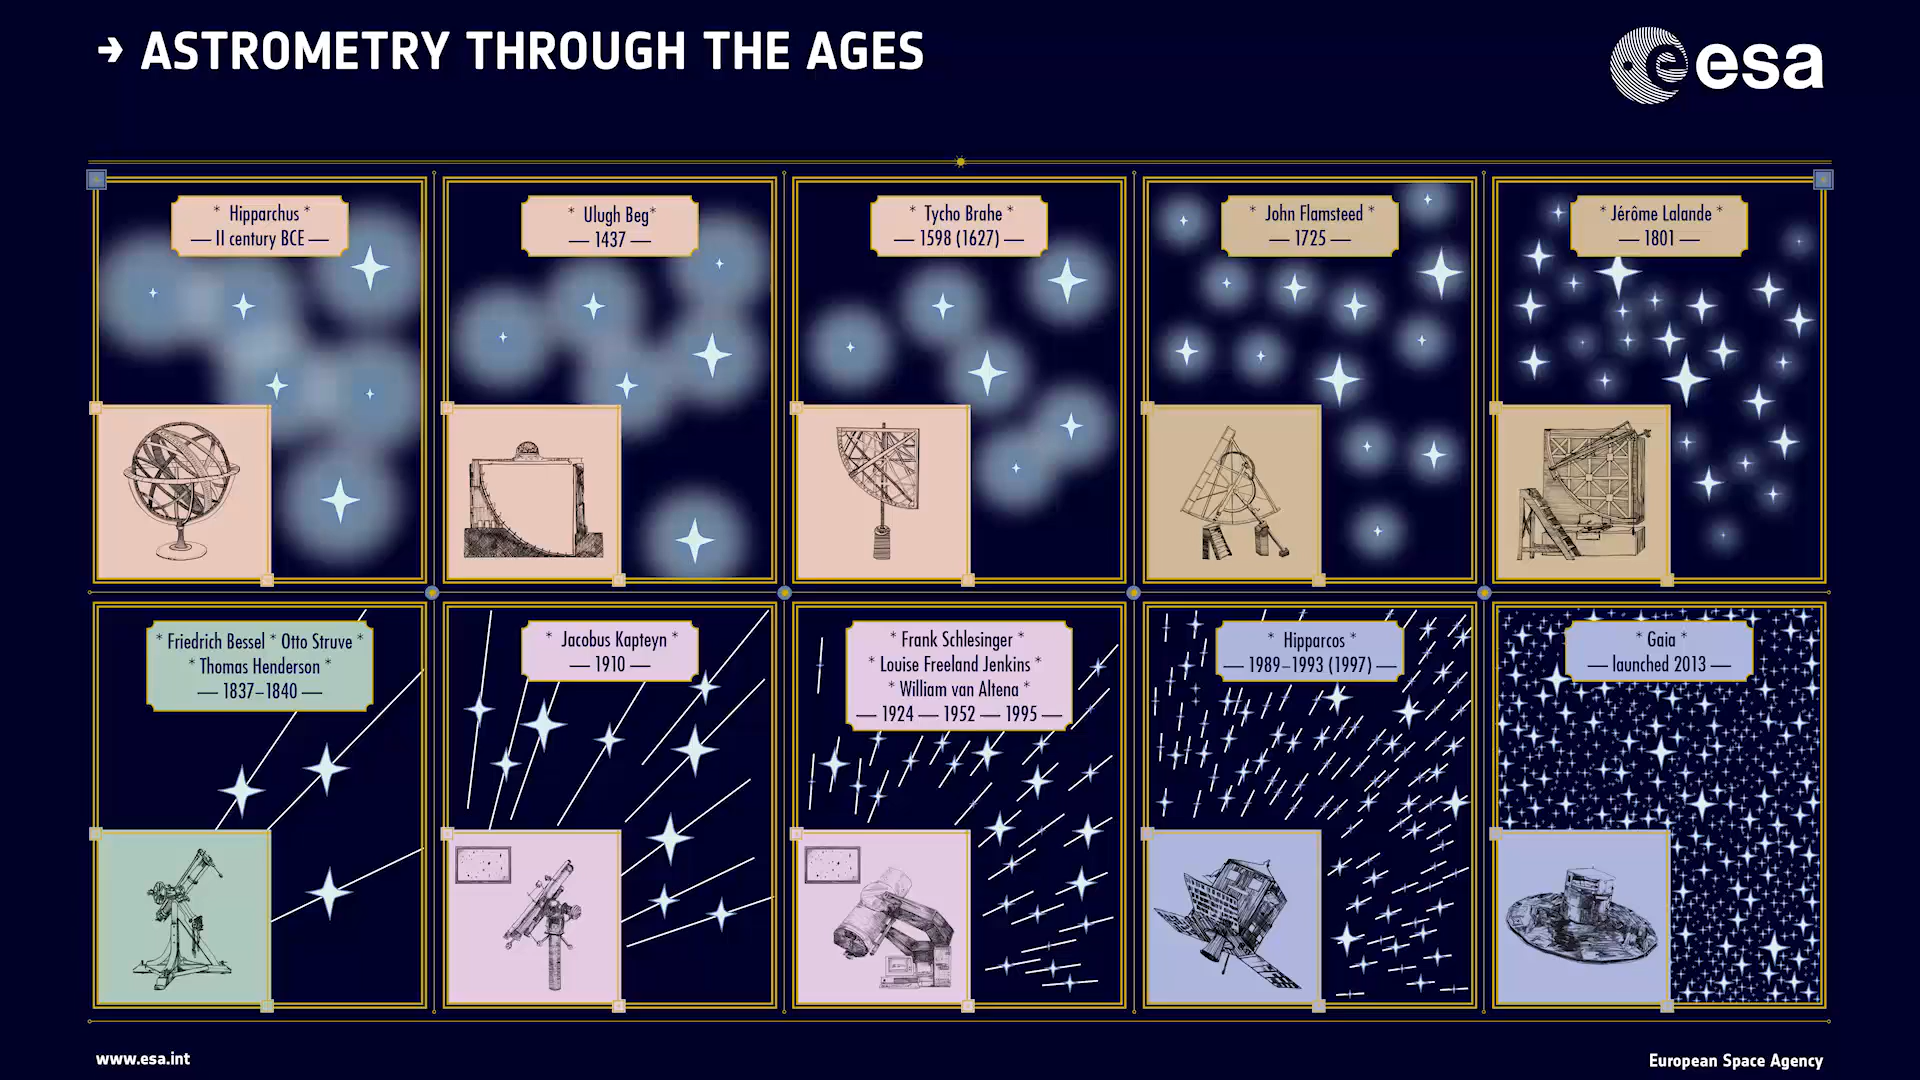 → ASTROMETRY THROUGH THE AGES
esa
* Hipparchus *
— II century BCE —
* Ulugh Beg*
— 1437 —
* Tycho Brahe *
— 1598 (1627) —
* John Flamsteed *
— 1725 —
* Jérôme Lalande *
— 1801 —
* Friedrich Bessel * Otto Struve *
* Thomas Henderson *
— 1837–1840 —
* Jacobus Kapteyn *
— 1910 —
* Frank Schlesinger *
* Louise Freeland Jenkins *
* William van Altena *
— 1924 — 1952 — 1995 —
* Hipparcos *
— 1989–1993 (1997) —
* Gaia *
— launched 2013 —
www.esa.int
European Space Agency